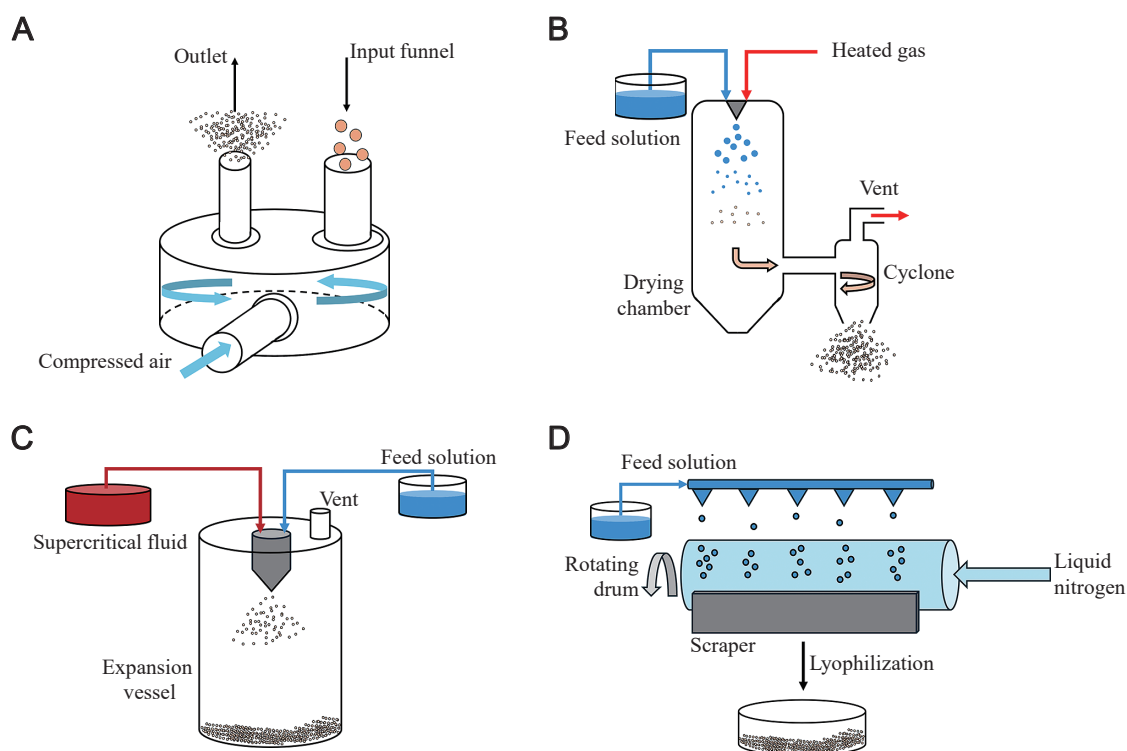 A
Outlet
Input funnel
Compressed air
B
Heated gas
Feed solution
Vent
Drying
chamber
Cyclone
C
Feed solution
Vent
Supercritical fluid
Expansion
vessel
D
Feed solution
Rotating
drum
Liquid
nitrogen
Scraper
Lyophilization